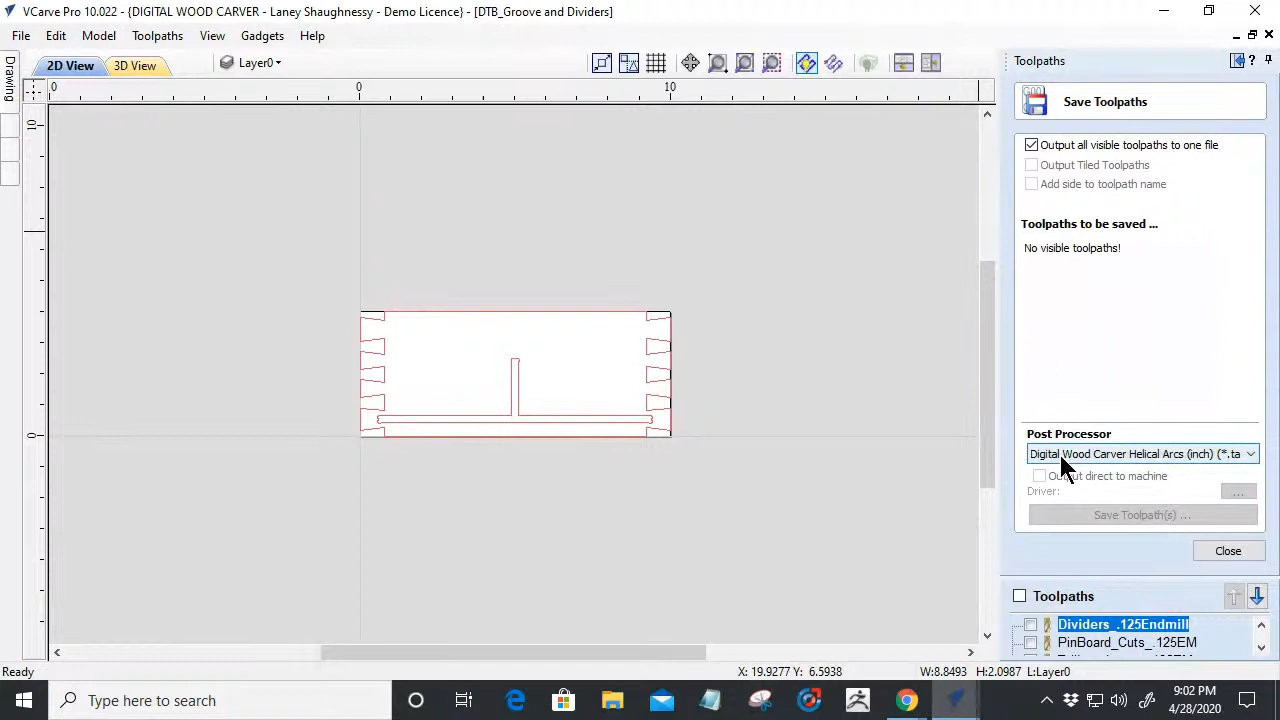 VCarve Pro 10.022 - {DIGITAL WOOD CARVER - Laney Shaughnessy - Demo Licence} - [DTB_Groove and Dividers]
File Edit Model Toolpaths View Gadgets Help
Drawing
2D View
3D View
Layer0
Toolpaths
0 10
10
0
0
Save Toolpaths
Output all visible toolpaths to one file
Output Tiled Toolpaths
Add side to toolpath name
Toolpaths to be saved ...
No visible toolpaths!
Post Processor
Digital Wood Carver Helical Arcs (inch) (*.ta
Output direct to machine
Driver:
...
Save Toolpath(s) ...
Close
Toolpaths
Dividers_.125Endmill
PinBoard_Cuts_.125EM
Ready
X: 19.9277 Y: 6.5938
W:8.8493 H:2.0987 L:Layer0
Type here to search
9:02 PM
4/28/2020